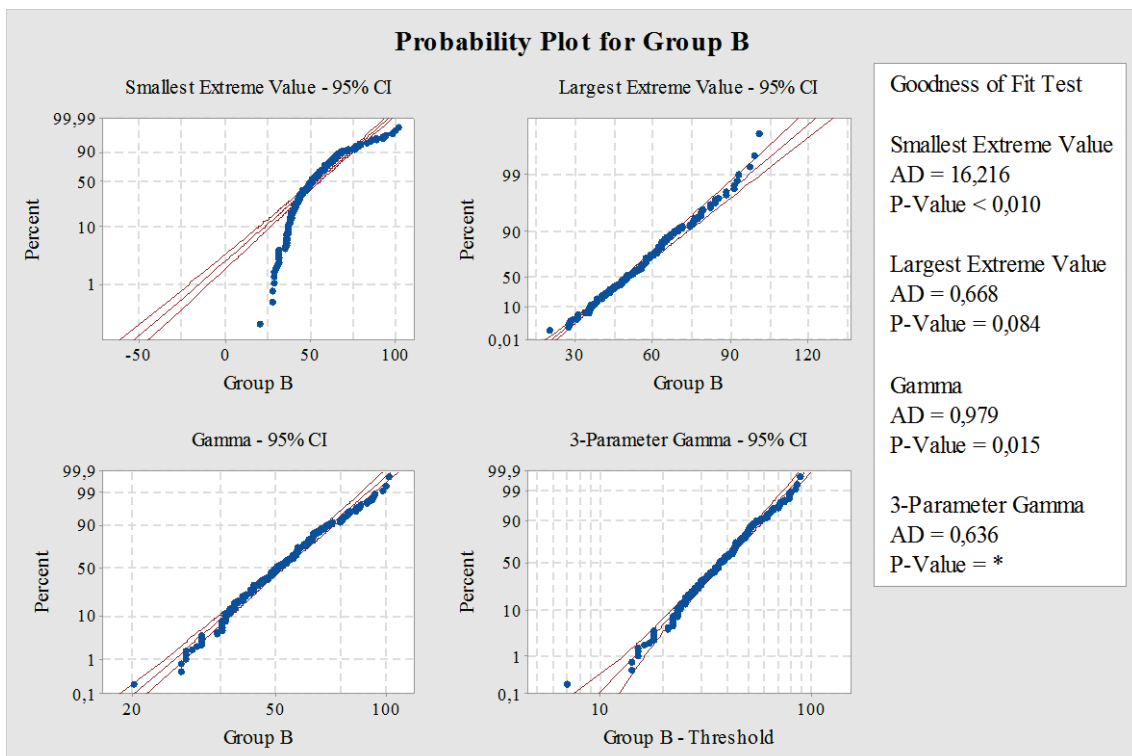 Probability Plot for Group B
Smallest Extreme Value - 95% CI
Percent
99,99
90
50
10
1
-50 0 50 100
Group B
Largest Extreme Value - 95% CI
Percent
99
90
50
10
0,01
30 60 90 120
Group B
Gamma - 95% CI
Percent
99,9
99
90
50
10
1
0,1
20 50 100
Group B
3-Parameter Gamma - 95% CI
Percent
99,9
99
90
50
10
1
0,1
10 100
Group B - Threshold
Goodness of Fit Test
Smallest Extreme Value
AD = 16,216
P-Value < 0,010
Largest Extreme Value
AD = 0,668
P-Value = 0,084
Gamma
AD = 0,979
P-Value = 0,015
3-Parameter Gamma
AD = 0,636
P-Value = *